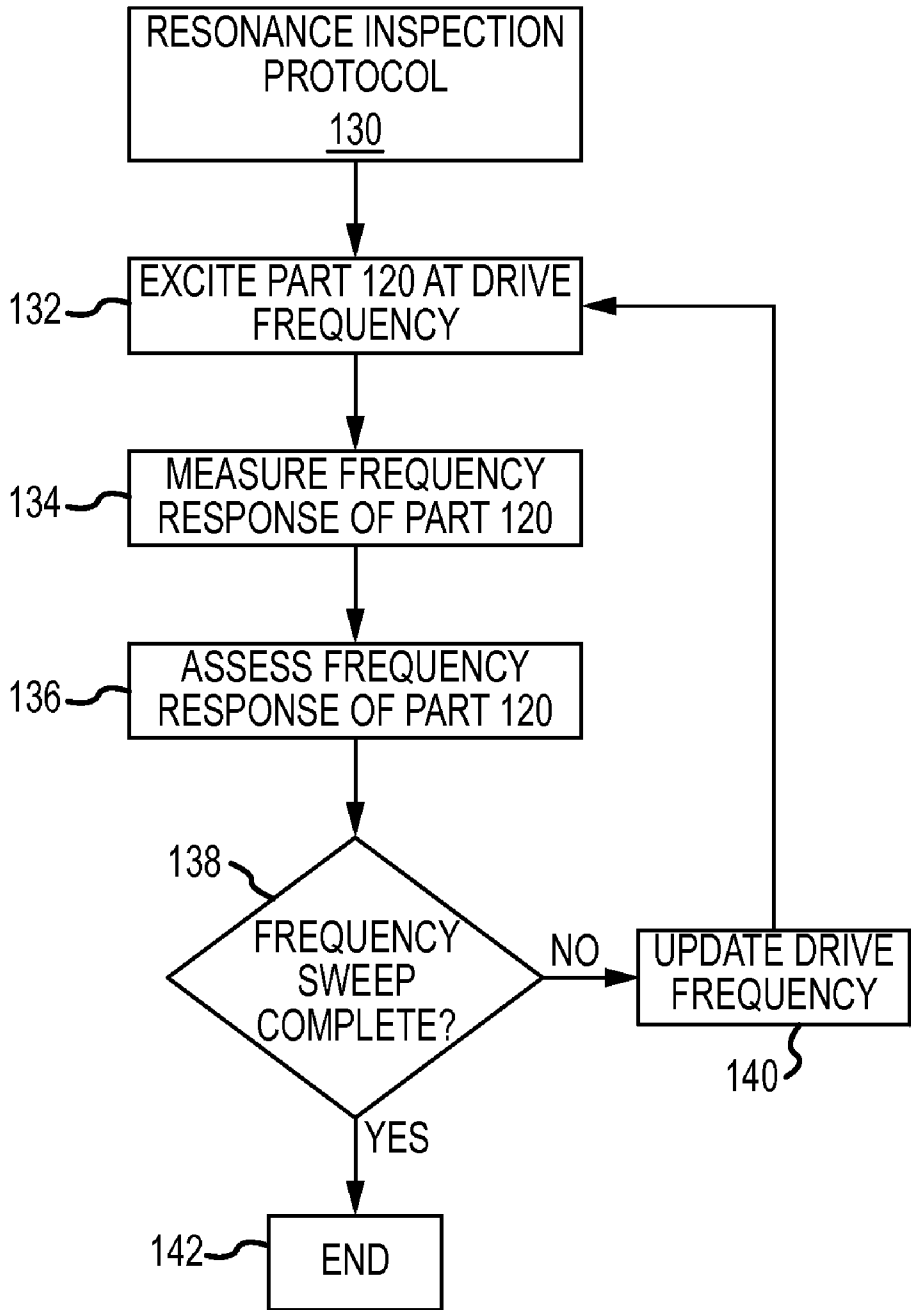 RESONANCE INSPECTION
PROTOCOL
130
132
EXCITE PART 120 AT DRIVE
FREQUENCY
134
MEASURE FREQUENCY
RESPONSE OF PART 120
136
ASSESS FREQUENCY
RESPONSE OF PART 120
138
FREQUENCY
SWEEP
COMPLETE?
NO
UPDATE DRIVE
FREQUENCY
140
YES
142
END